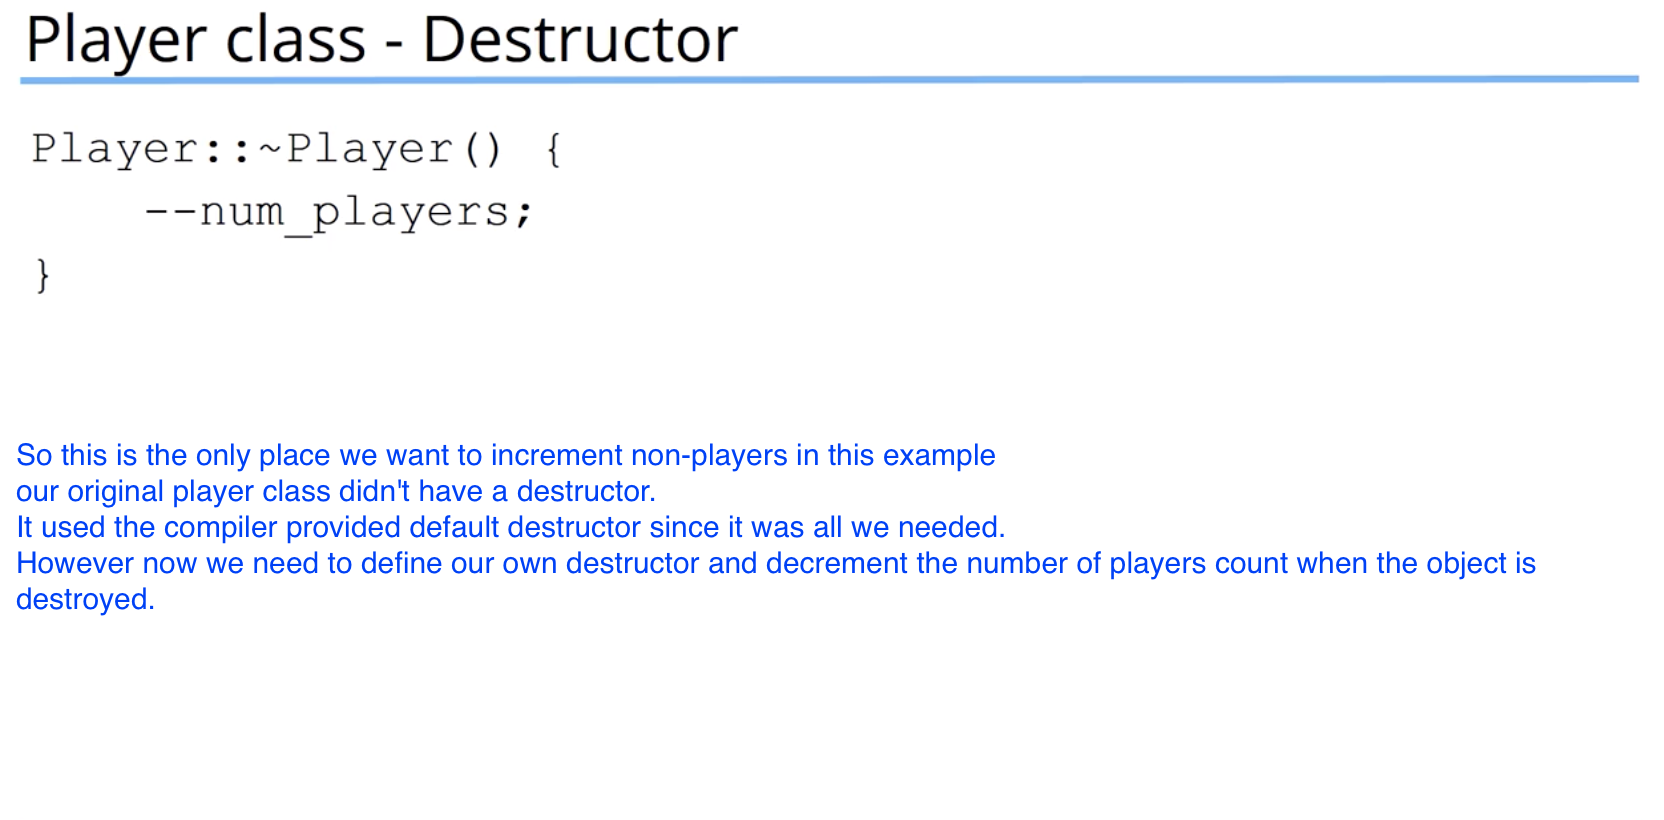 Player class - Destructor
Player::~Player() {
    --num_players;
}
So this is the only place we want to increment non-players in this example
our original player class didn't have a destructor.
It used the compiler provided default destructor since it was all we needed.
However now we need to define our own destructor and decrement the number of players count when the object is
destroyed.